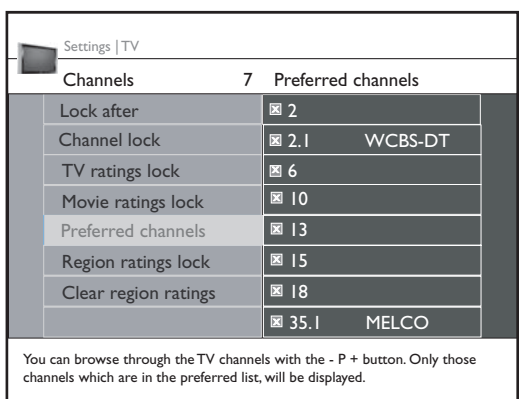 Settings | TV
Channels 7 Preferred channels
Lock after 2
Channel lock 2.1 WCBS-DT
TV ratings lock 6
Movie ratings lock 10
Preferred channels 13
Region ratings lock 15
Clear region ratings 18
35.1 MELCO
You can browse through the TV channels with the - P + button. Only those
channels which are in the preferred list, will be displayed.